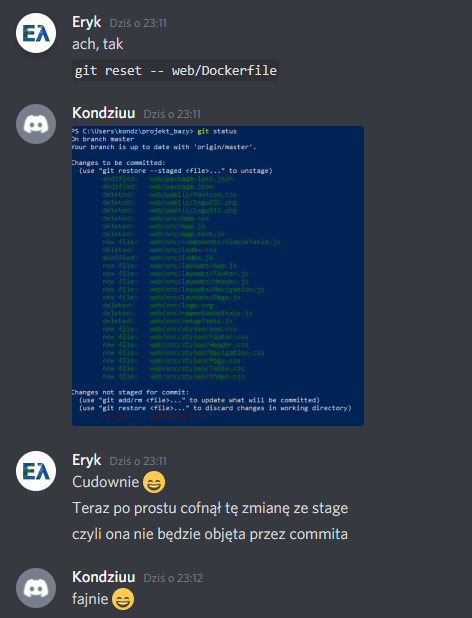 Eryk Dziś o 23:11
ach, tak
git reset -- web/Dockerfile
Kondziuu Dziś o 23:11
PS C:\Users\kondz\projekt_bazy> git status
On branch master
Your branch is up to date with 'origin/master'.
Changes to be committed:
(use "git restore --staged <file>..." to unstage)
modified: web/package-lock.json
modified: web/package.json
deleted: web/public/favicon.ico
deleted: web/public/logo192.png
deleted: web/public/logo512.png
deleted: web/src/App.css
deleted: web/src/App.js
deleted: web/src/App.test.js
new file: web/src/components/SimpleTable.js
deleted: web/src/index.css
modified: web/src/index.js
new file: web/src/layouts/App.js
new file: web/src/layouts/Footer.js
new file: web/src/layouts/Header.js
new file: web/src/layouts/Navigation.js
new file: web/src/layouts/Page.js
deleted: web/src/logo.svg
deleted: web/src/reportWebVitals.js
deleted: web/src/setupTests.js
new file: web/src/styles/App.css
new file: web/src/styles/Footer.css
new file: web/src/styles/Header.css
new file: web/src/styles/Navigation.css
new file: web/src/styles/Page.css
new file: web/src/styles/Table.css
new file: web/src/styles/index.css
Changes not staged for commit:
(use "git add/rm <file>..." to update what will be committed)
(use "git restore <file>..." to discard changes in working directory)
Eryk Dziś o 23:11
Cudownie 😄
Teraz po prostu cofnął tę zmianę ze stage
czyli ona nie będzie objęta przez commita
Kondziuu Dziś o 23:12
fajnie 😄